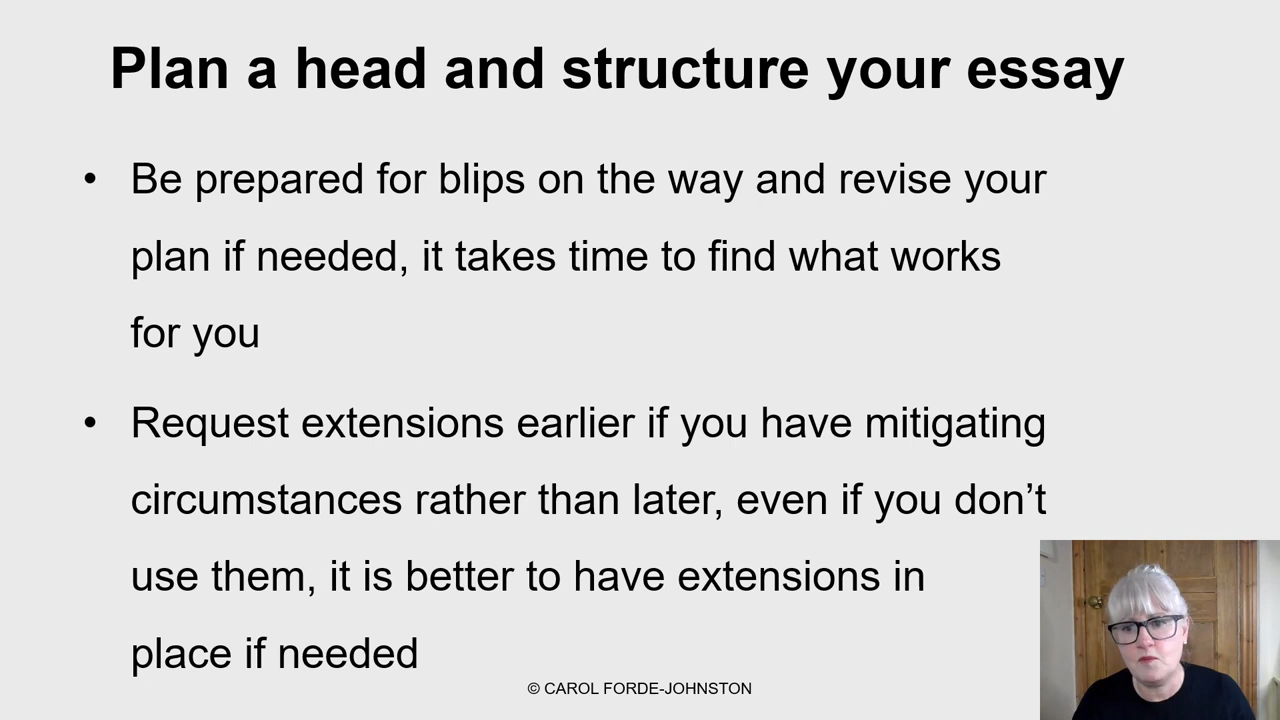 Plan a head and structure your essay
• Be prepared for blips on the way and revise your
plan if needed, it takes time to find what works
for you
• Request extensions earlier if you have mitigating
circumstances rather than later, even if you don’t
use them, it is better to have extensions in
place if needed
© CAROL FORDE-JOHNSTON